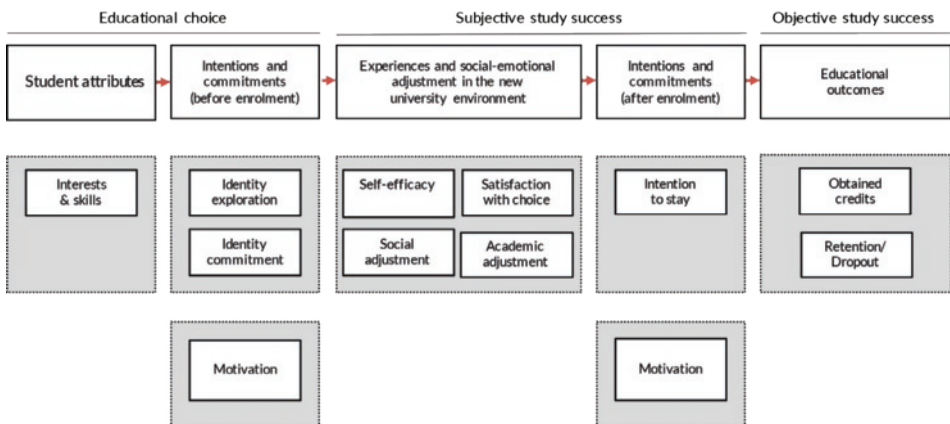 Educational choice
Subjective study success
Objective study success
Student attributes
Intentions and
commitments
(before enrolment)
Experiences and social-emotional
adjustment in the new
university environment
Intentions and
commitments
(after enrolment)
Educational
outcomes
Interests
& skills
Identity
exploration
Identity
commitment
Self-efficacy
Satisfaction
with choice
Social
adjustment
Academic
adjustment
Intention
to stay
Obtained
credits
Retention/
Dropout
Motivation
Motivation